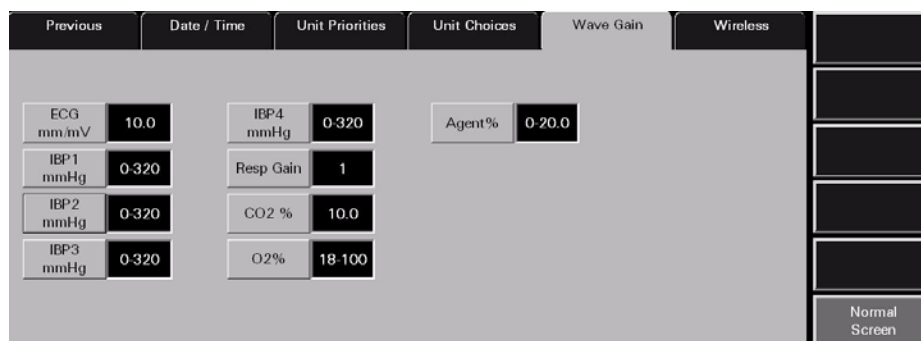 Previous
Date / Time
Unit Priorities
Unit Choices
Wave Gain
Wireless
ECG
mm/mV
10.0
IBP4
mmHg
0-320
Agent%
0-20.0
IBP1
mmHg
0-320
Resp Gain
1
IBP2
mmHg
0-320
CO2 %
10.0
IBP3
mmHg
0-320
O2%
18-100
Normal
Screen